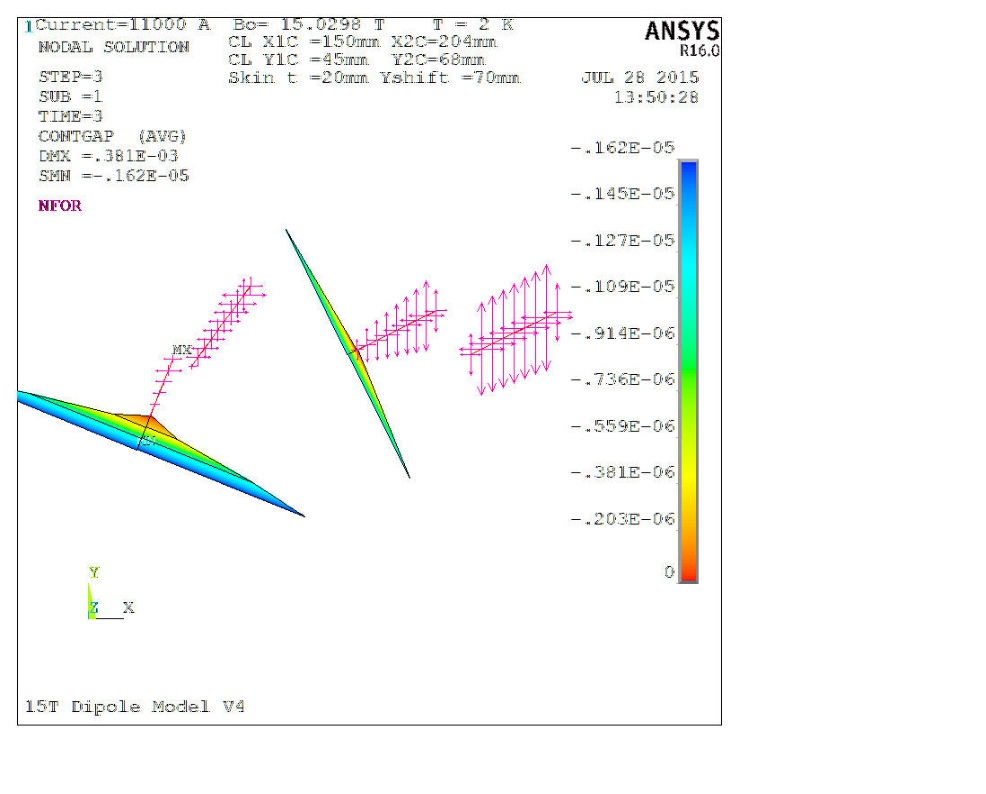 1 Current=11000 A Bo= 15.0298 T T = 2 K
CL X1C =150mm X2C=204mm
CL Y1C =45mm Y2C=68mm
Skin t =20mm Yshift =70mm
ANSYS
R16.0
NODAL SOLUTION
JUL 28 2015
13:50:28
STEP=3
SUB =1
TIME=3
CONTGAP (AVG)
DMX =.381E-03
SMN =-.162E-05
NFOR
-.162E-05
-.145E-05
-.127E-05
-.109E-05
-.914E-06
-.736E-06
-.559E-06
-.381E-06
-.203E-06
0
MX
Y
Z X
15T Dipole Model V4